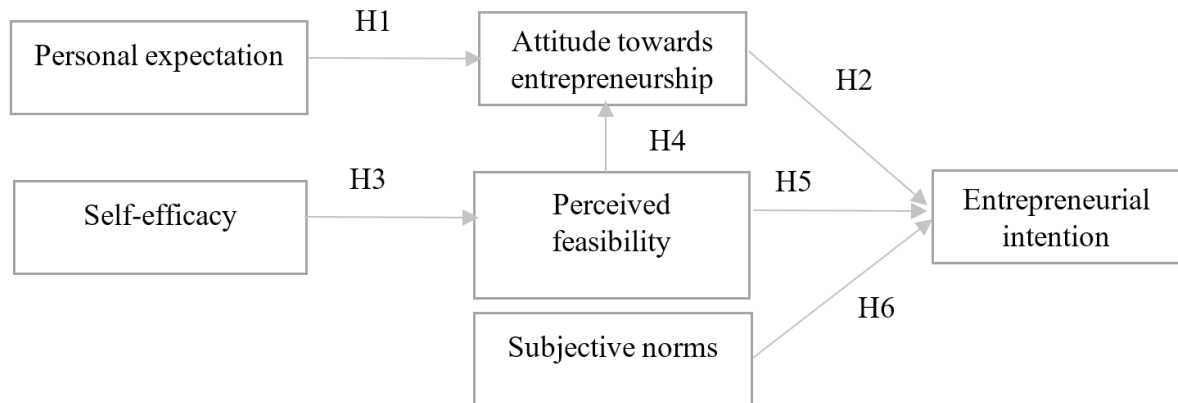 H1
Personal expectation
Attitude towards
entrepreneurship
H2
H4
H3
H5
Self-efficacy
Perceived
feasibility
Entrepreneurial
intention
H6
Subjective norms